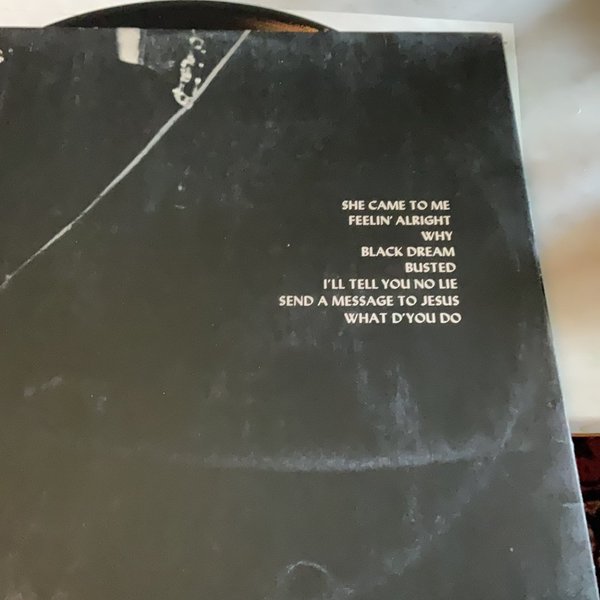 SHE CAME TO ME
FEELIN' ALRIGHT
WHY
BLACK DREAM
BUSTED
I'LL TELL YOU NO LIE
SEND A MESSAGE TO JESUS
WHAT D'YOU DO